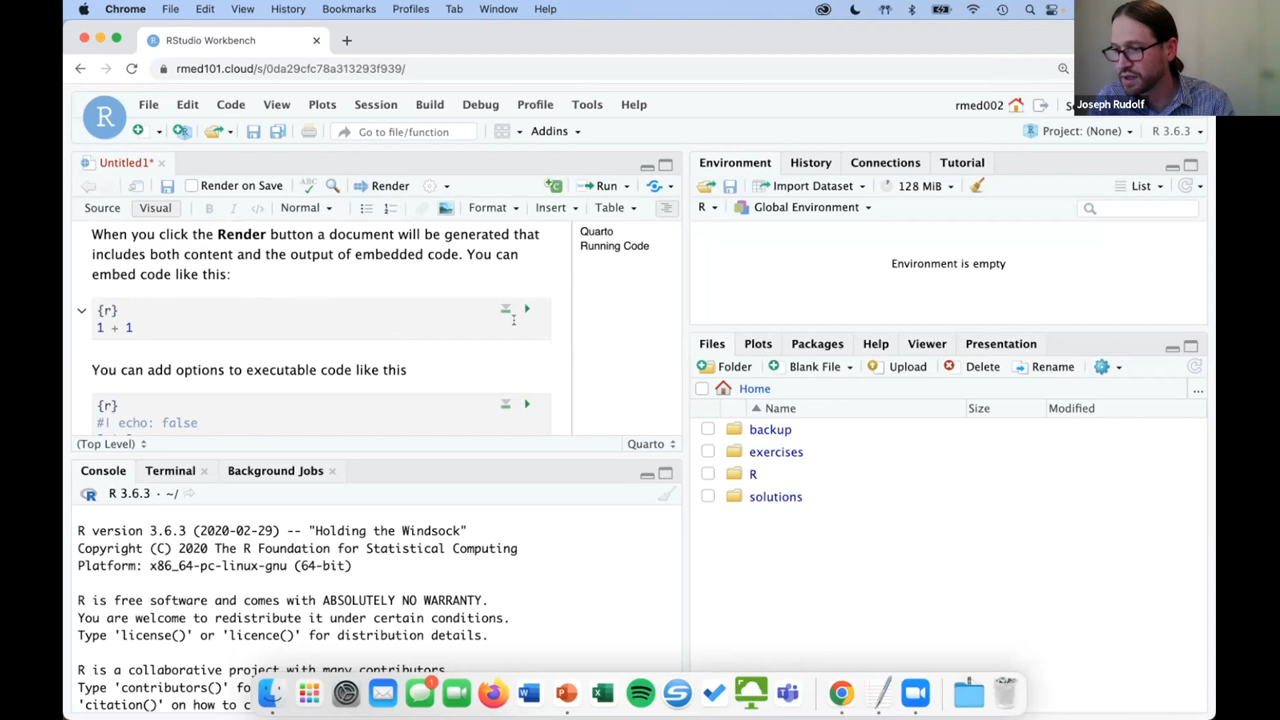 Chrome File Edit View History Bookmarks Profiles Tab Window Help
RStudio Workbench
rmed101.cloud/s/0da29cfc78a313293f939/
Joseph Rudolf
R File Edit Code View Plots Session Build Debug Profile Tools Help rmed002
Go to file/function Addins Project: (None) R 3.6.3
Untitled1*
Render on Save ABC Render Run
Source Visual B I Normal Format Insert Table
When you click the Render button a document will be generated that
includes both content and the output of embedded code. You can
embed code like this:
{r}
1 + 1
You can add options to executable code like this
{r}
#| echo: false
(Top Level) Quarto
Quarto
Running Code
Console Terminal Background Jobs
R R 3.6.3 · ~/
R version 3.6.3 (2020-02-29) -- "Holding the Windsock"
Copyright (C) 2020 The R Foundation for Statistical Computing
Platform: x86_64-pc-linux-gnu (64-bit)
R is free software and comes with ABSOLUTELY NO WARRANTY.
You are welcome to redistribute it under certain conditions.
Type 'license()' or 'licence()' for distribution details.
R is a collaborative project with many contributors.
Type 'contributors()' fo
'citation()' on how to c
Environment History Connections Tutorial
Import Dataset 128 MiB List
R Global Environment
Environment is empty
Files Plots Packages Help Viewer Presentation
Folder Blank File Upload Delete Rename
Home ...
Name Size Modified
backup
exercises
R
solutions